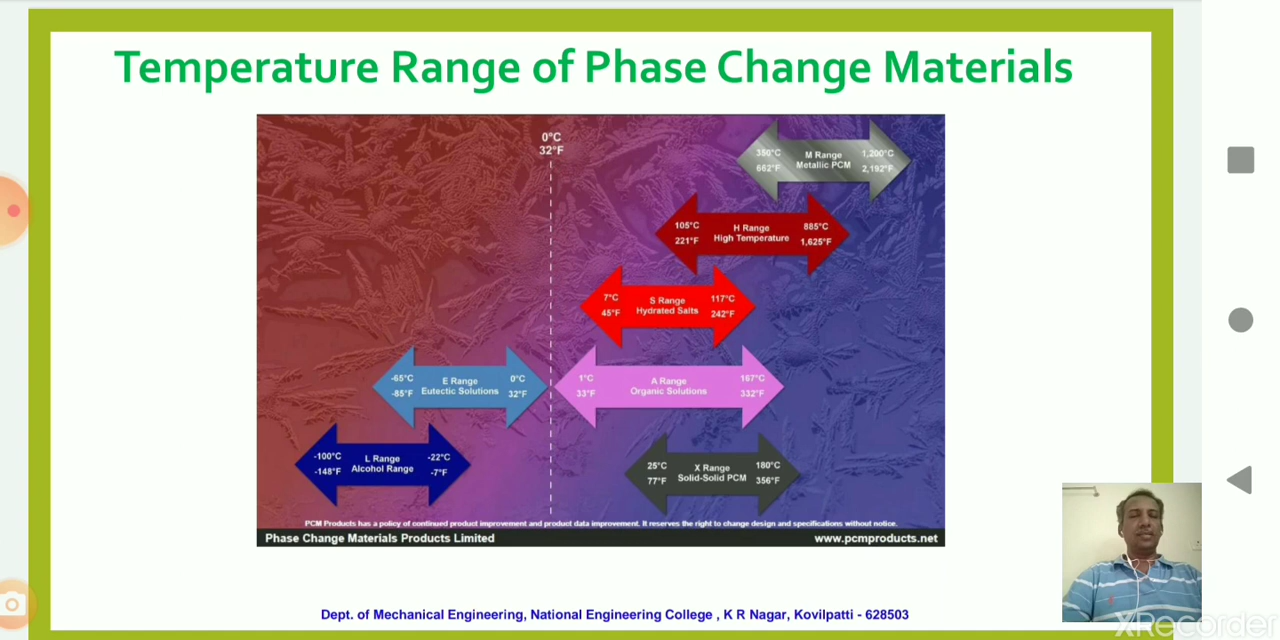 Temperature Range of Phase Change Materials
0°C
32°F
350°C M Range 1,200°C
662°F Metallic PCM 2,192°F
105°C H Range 885°C
221°F High Temperature 1,625°F
7°C S Range 117°C
45°F Hydrated Salts 242°F
-65°C E Range 0°C
-85°F Eutectic Solutions 32°F
1°C A Range 167°C
33°F Organic Solutions 332°F
-100°C L Range -22°C
-148°F Alcohol Range -7°F
25°C X Range 180°C
77°F Solid-Solid PCM 356°F
PCM Products has a policy of continued product improvement and product data improvement. It reserves the right to change design and specifications without notice.
Phase Change Materials Products Limited www.pcmproducts.net
Dept. of Mechanical Engineering, National Engineering College , K R Nagar, Kovilpatti - 628503
XRecorder